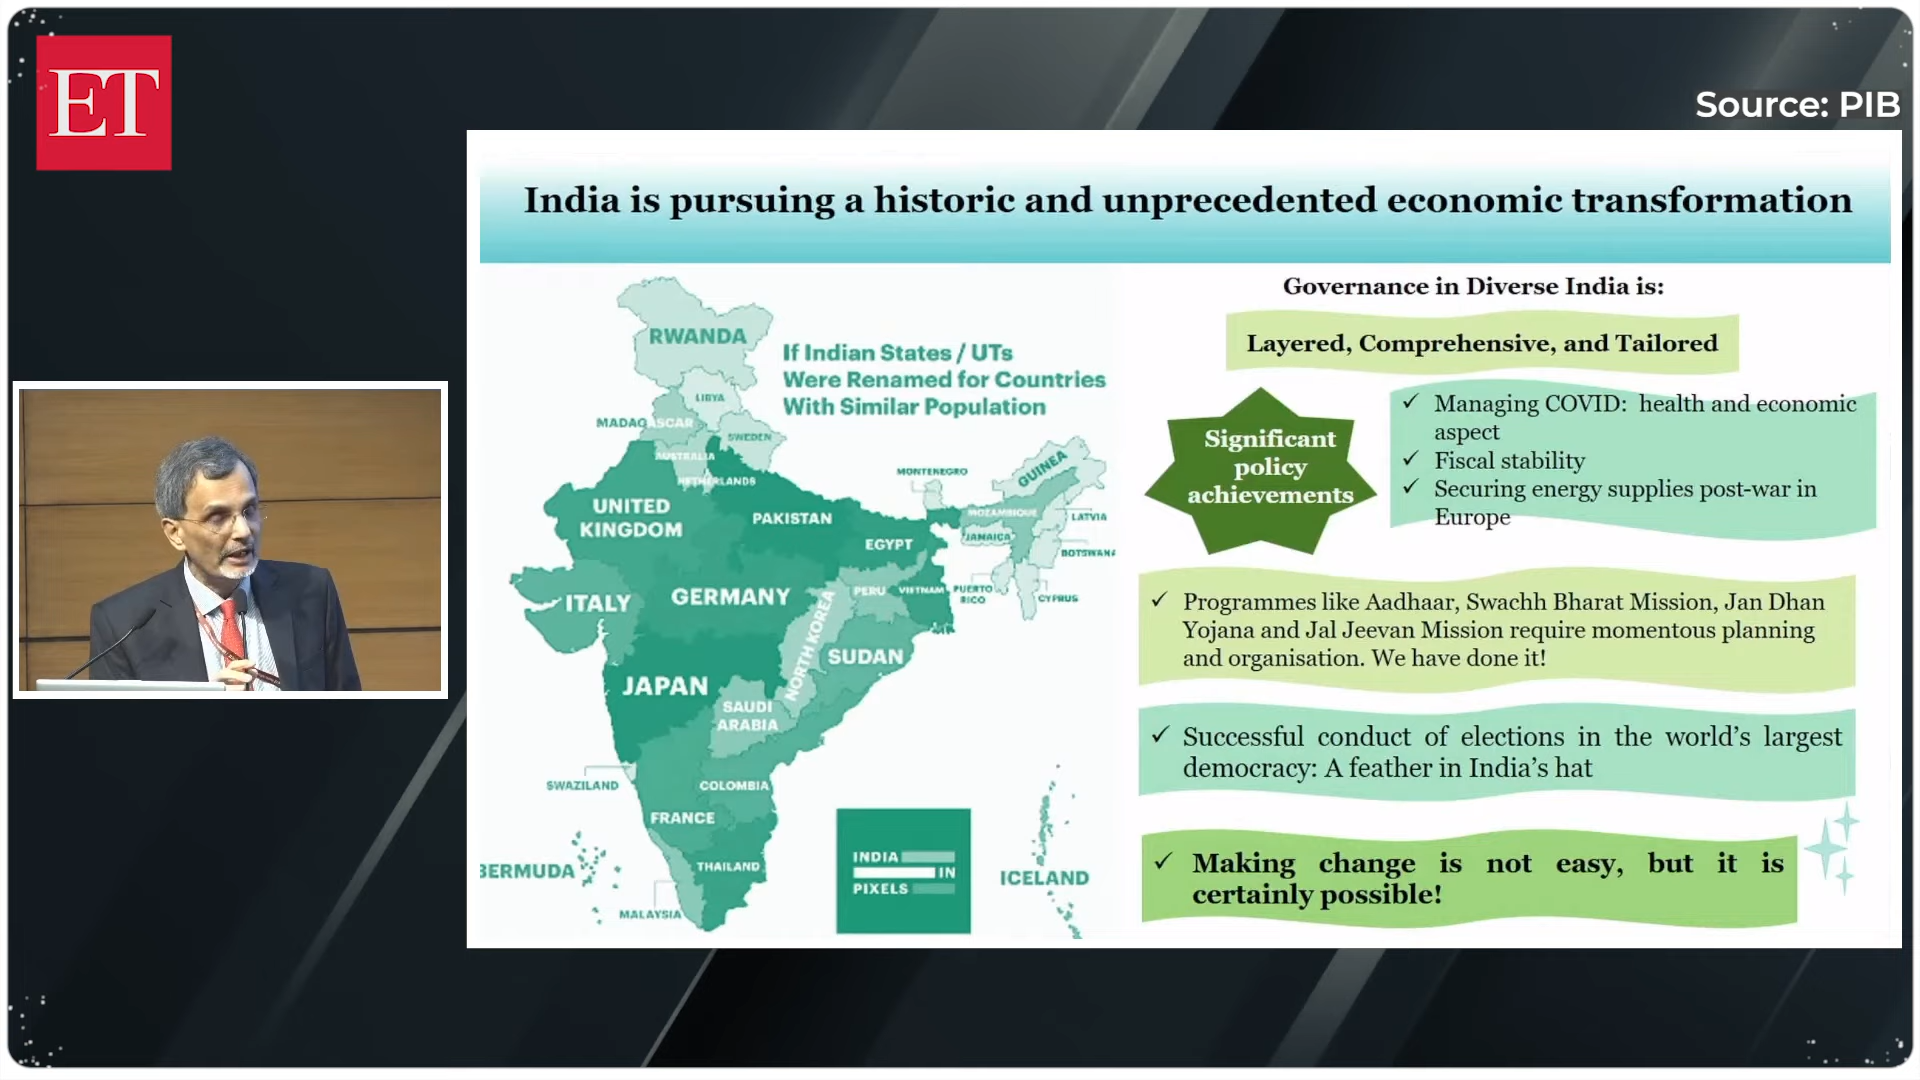 ET
Source: PIB
India is pursuing a historic and unprecedented economic transformation
RWANDA
If Indian States / UTs
Were Renamed for Countries
With Similar Population
LIBYA
MADAGASCAR
SWEDEN
AUSTRALIA
NETHERLANDS
UNITED
KINGDOM
PAKISTAN
MONTENEGRO
GUINEA
MOZAMBIQUE
LATVIA
JAMAICA
EGYPT
BOTSWANA
ITALY
GERMANY
PERU
VIETNAM
PUERTO
RICO
CYPRUS
NORTH KOREA
SUDAN
JAPAN
SAUDI
ARABIA
SWAZILAND
COLOMBIA
FRANCE
THAILAND
BERMUDA
MALAYSIA
INDIA
IN
PIXELS
ICELAND
Governance in Diverse India is:
Layered, Comprehensive, and Tailored
Significant
policy
achievements
✓ Managing COVID: health and economic
aspect
✓ Fiscal stability
✓ Securing energy supplies post-war in
Europe
✓ Programmes like Aadhaar, Swachh Bharat Mission, Jan Dhan
Yojana and Jal Jeevan Mission require momentous planning
and organisation. We have done it!
✓ Successful conduct of elections in the world’s largest
democracy: A feather in India’s hat
✓ Making change is not easy, but it is
certainly possible!